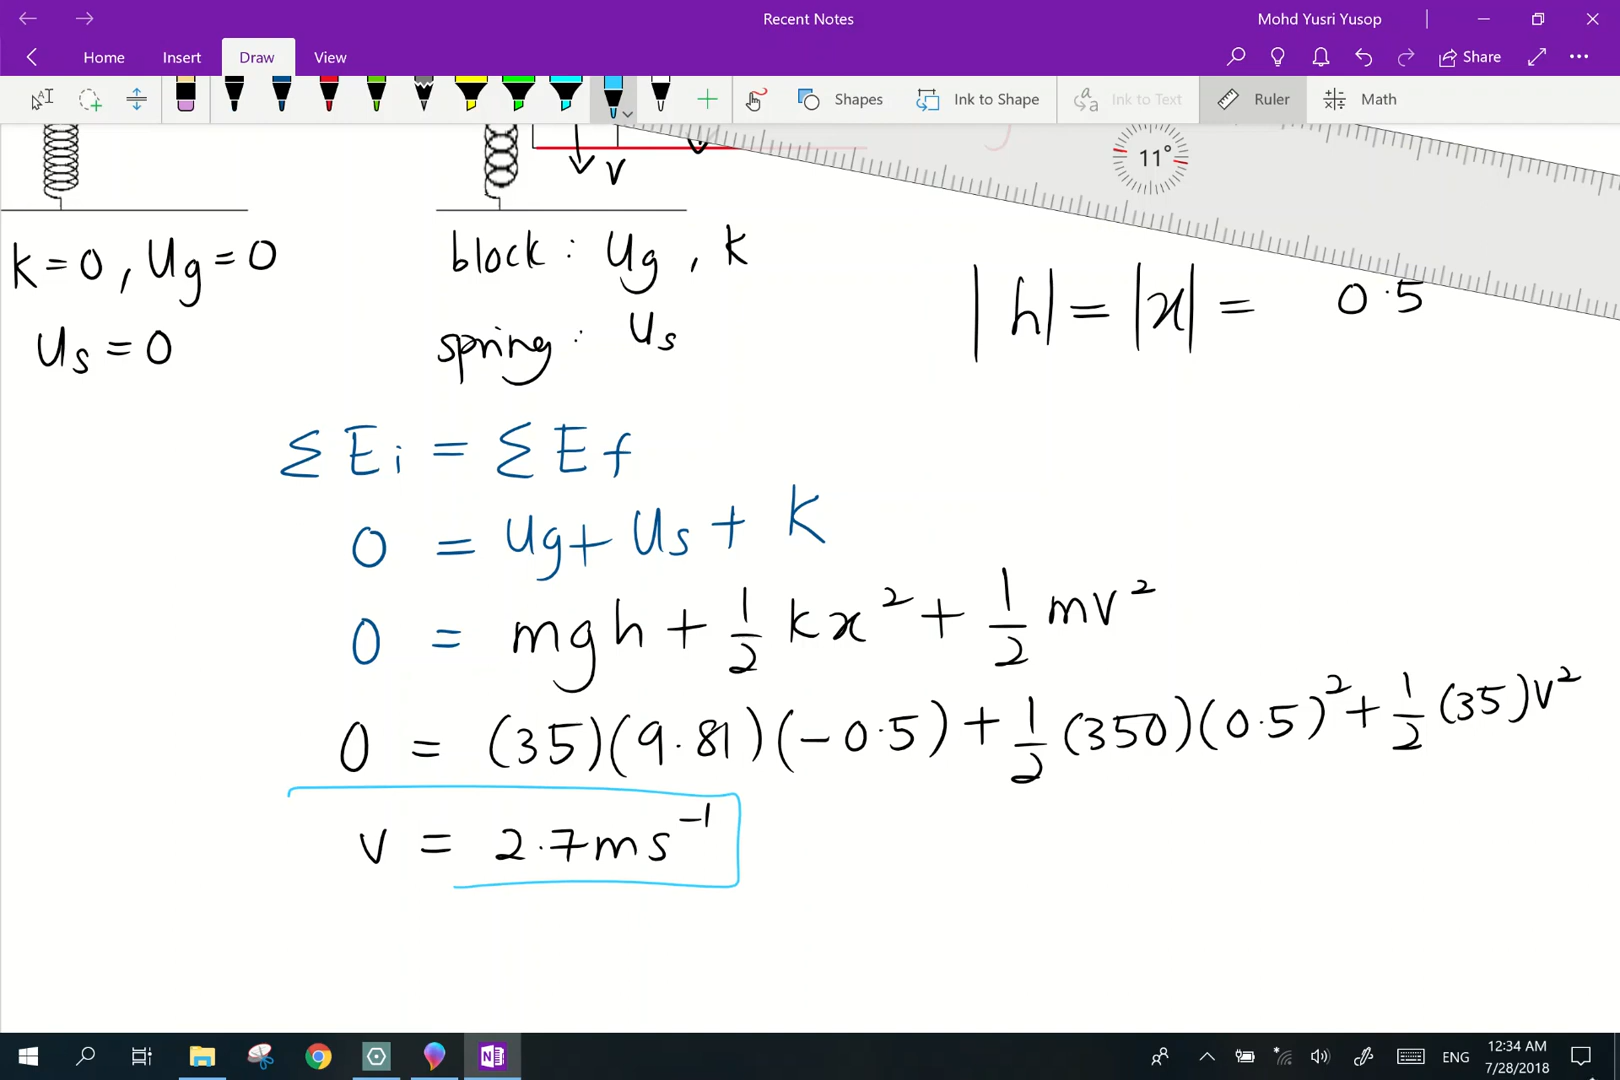 Recent Notes
Mohd Yusri Yusop
Home Insert Draw View
Share
Shapes Ink to Shape Ink to Text Ruler Math
11°
v
k=0, Ug=0
Us=0
block: Ug, k
spring: Us
|h|=|x|= 0.5
ΣEi = ΣEf
0 = Ug+Us+k
0 = mgh + 1/2 kx² + 1/2 mv²
0 = (35)(9.81)(-0.5) + 1/2 (350)(0.5)² + 1/2 (35)v²
v = 2.7ms⁻¹
ENG
12:34 AM
7/28/2018